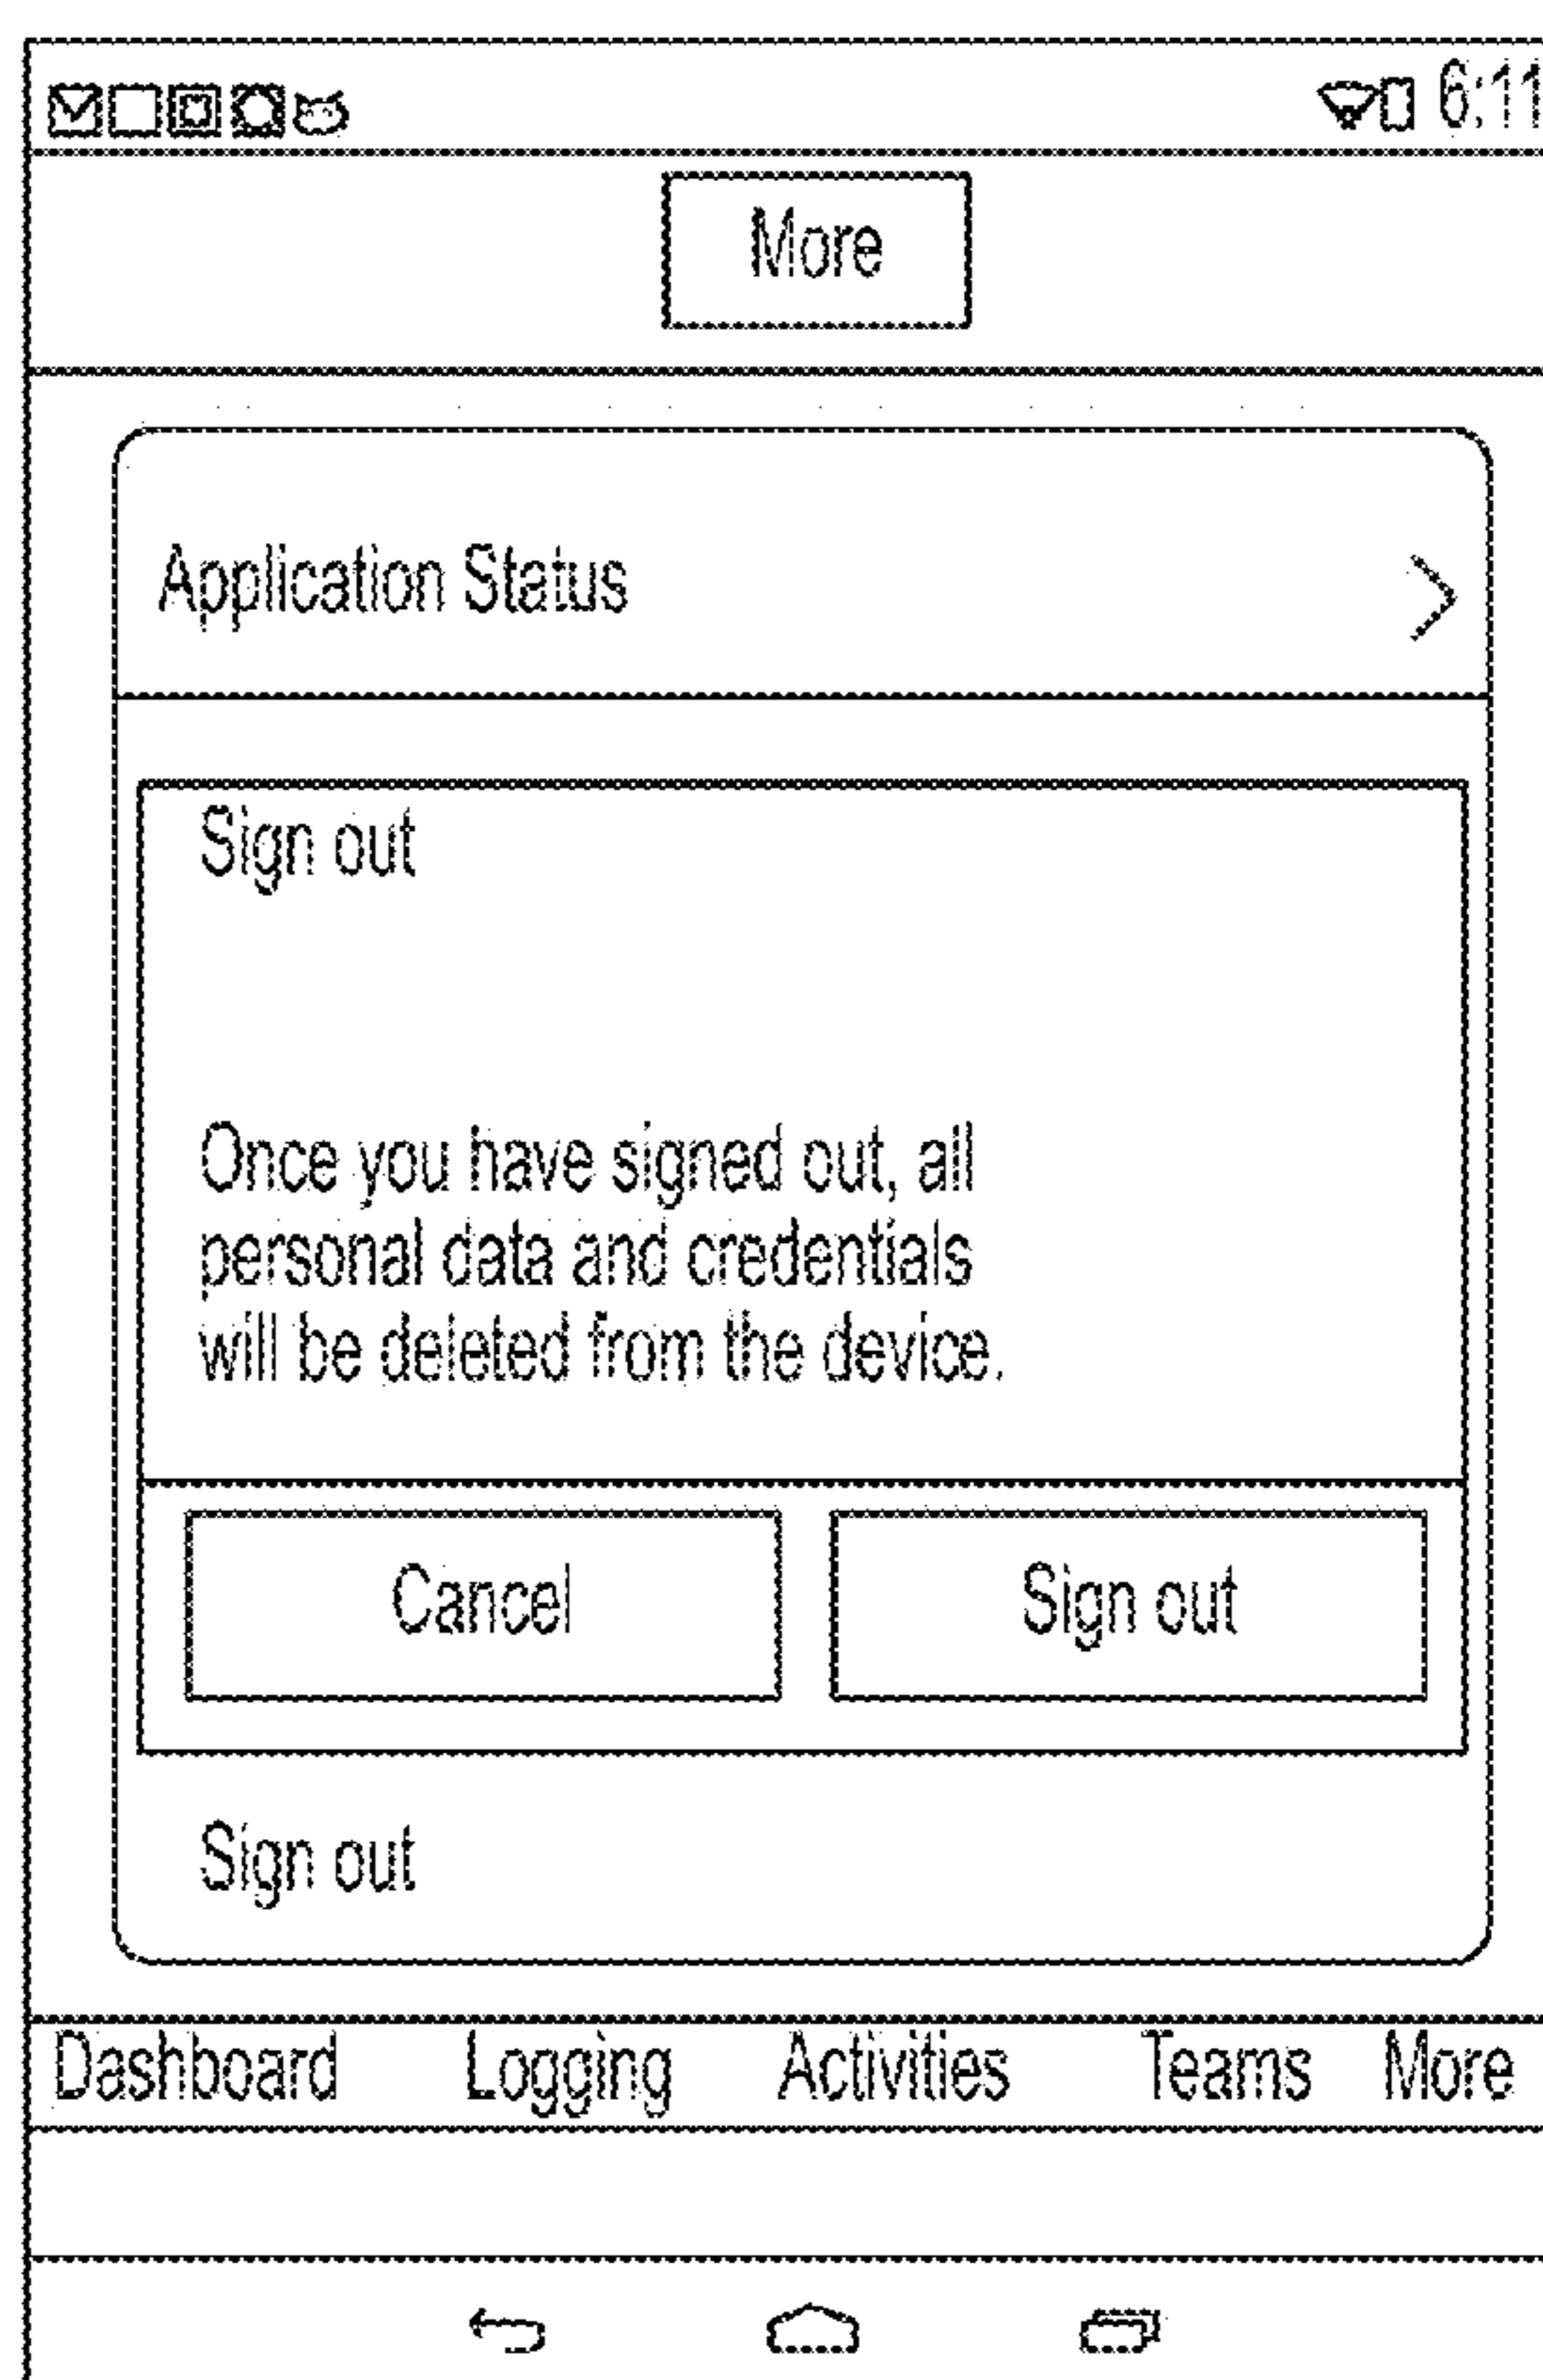 6:11
More
Application Status
Sign out
Once you have signed out, all
personal data and credentials
will be deleted from the device.
Cancel Sign out
Sign out
Dashboard Logging Activities Teams More